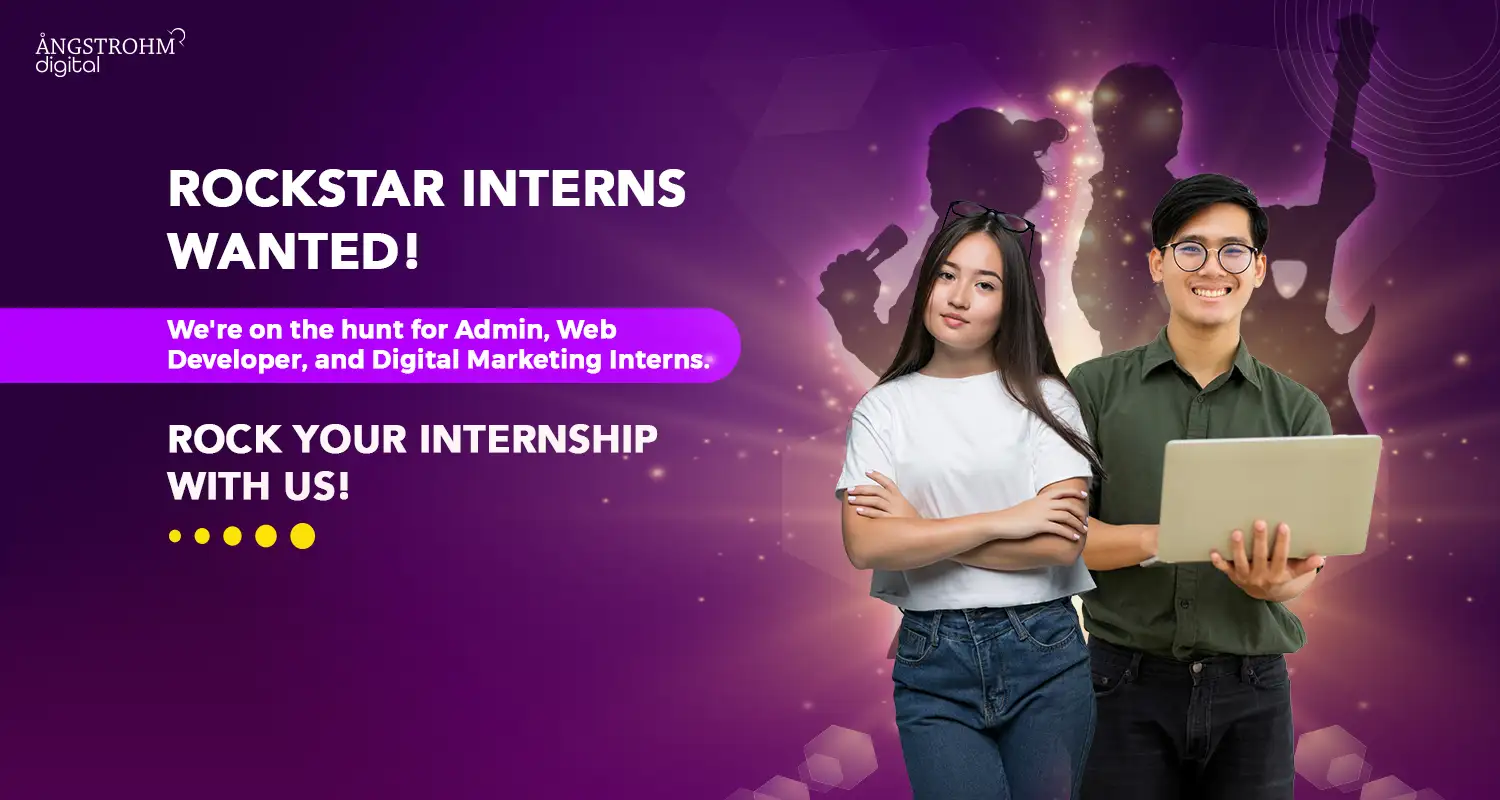 ÅNGSTROHM
digital
ROCKSTAR INTERNS
WANTED!
We're on the hunt for Admin, Web
Developer, and Digital Marketing Interns.
ROCK YOUR INTERNSHIP
WITH US!